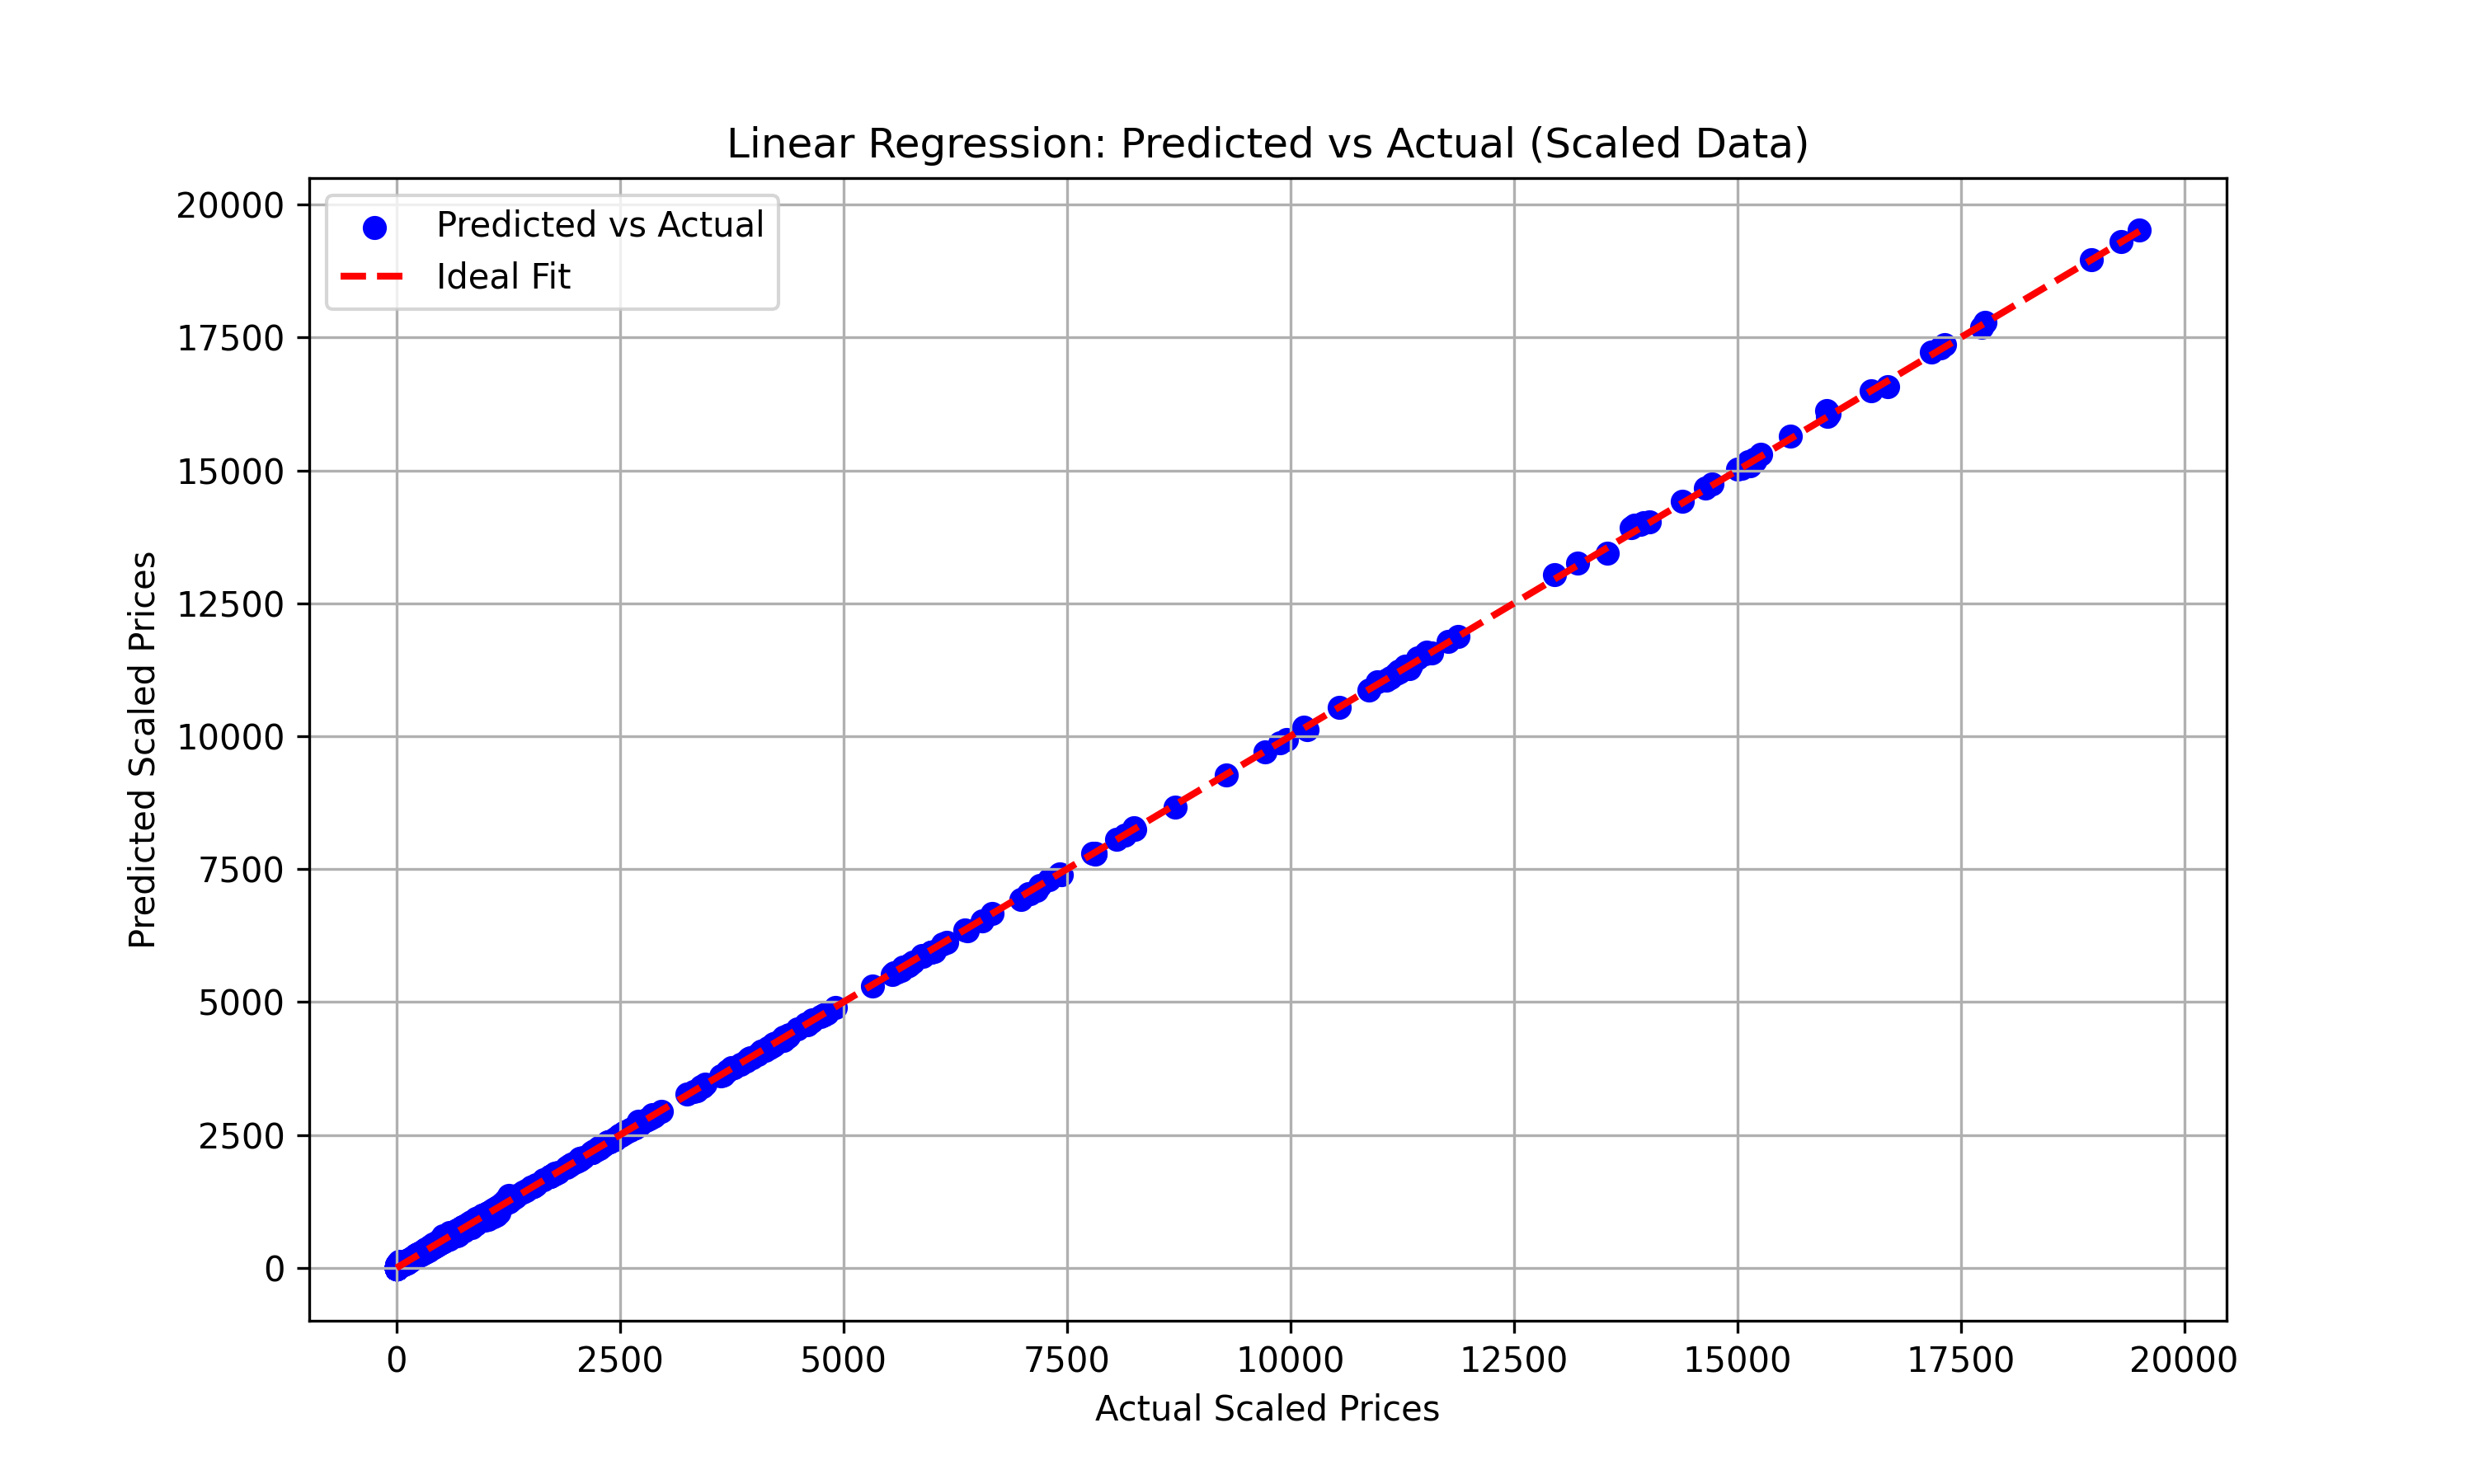 Linear Regression: Predicted vs Actual (Scaled Data)
Predicted vs Actual
Ideal Fit
20000
17500
15000
12500
10000
7500
5000
2500
0
Predicted Scaled Prices
0 2500 5000 7500 10000 12500 15000 17500 20000
Actual Scaled Prices